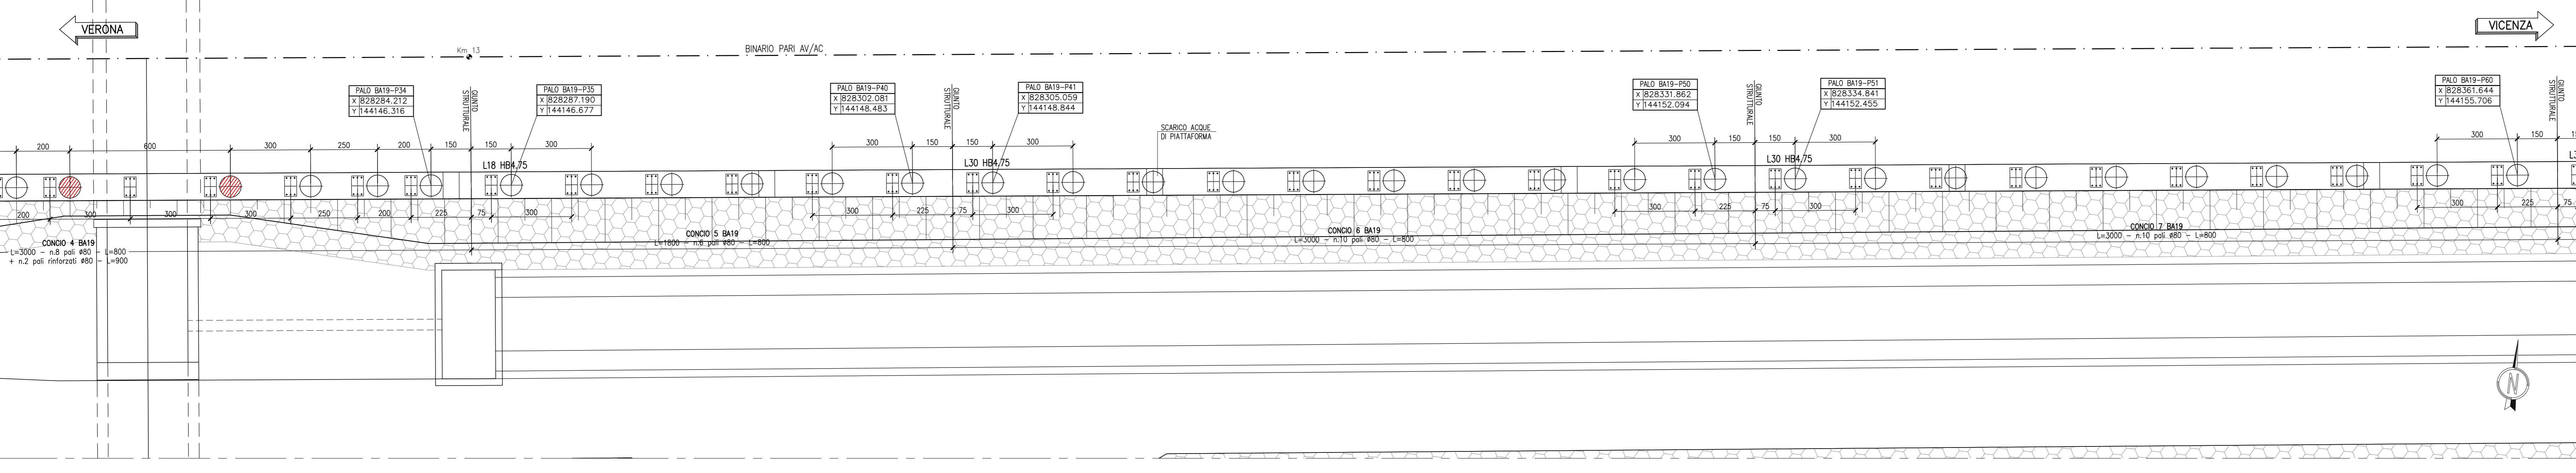 VERONA
VICENZA
Km 13
BINARIO PARI AV/AC
PALO BA19-P34
X 828284.212
Y 144146.316
GIUNTO
STRUTTURALE
PALO BA19-P35
X 828287.190
Y 144146.677
PALO BA19-P40
X 828302.081
Y 144148.483
GIUNTO
STRUTTURALE
PALO BA19-P41
X 828305.059
Y 144148.844
SCARICO ACQUE
DI PIATTAFORMA
PALO BA19-P50
X 828331.862
Y 144152.094
GIUNTO
STRUTTURALE
PALO BA19-P51
X 828334.841
Y 144152.455
PALO BA19-P60
X 828361.644
Y 144155.706
GIUNTO
STRUTTURALE
200 600 300 250 200 150 150 300
300 150 150 300
300 150 150 300
300 150
L18 HB4,75
L30 HB4,75
L30 HB4,75
200 300 300 300 250 200 225 75 300
300 225 75 300
300 225 75 300
300 225 75
CONCIO 4 BA19
L=3000 - n.8 pali ø80 - L=800
+ n.2 pali rinforzati ø80 - L=900
CONCIO 5 BA19
L=1800 - n.6 pali ø80 - L=800
CONCIO 6 BA19
L=3000 - n.10 pali ø80 - L=800
CONCIO 7 BA19
L=3000 - n.10 pali ø80 - L=800
N